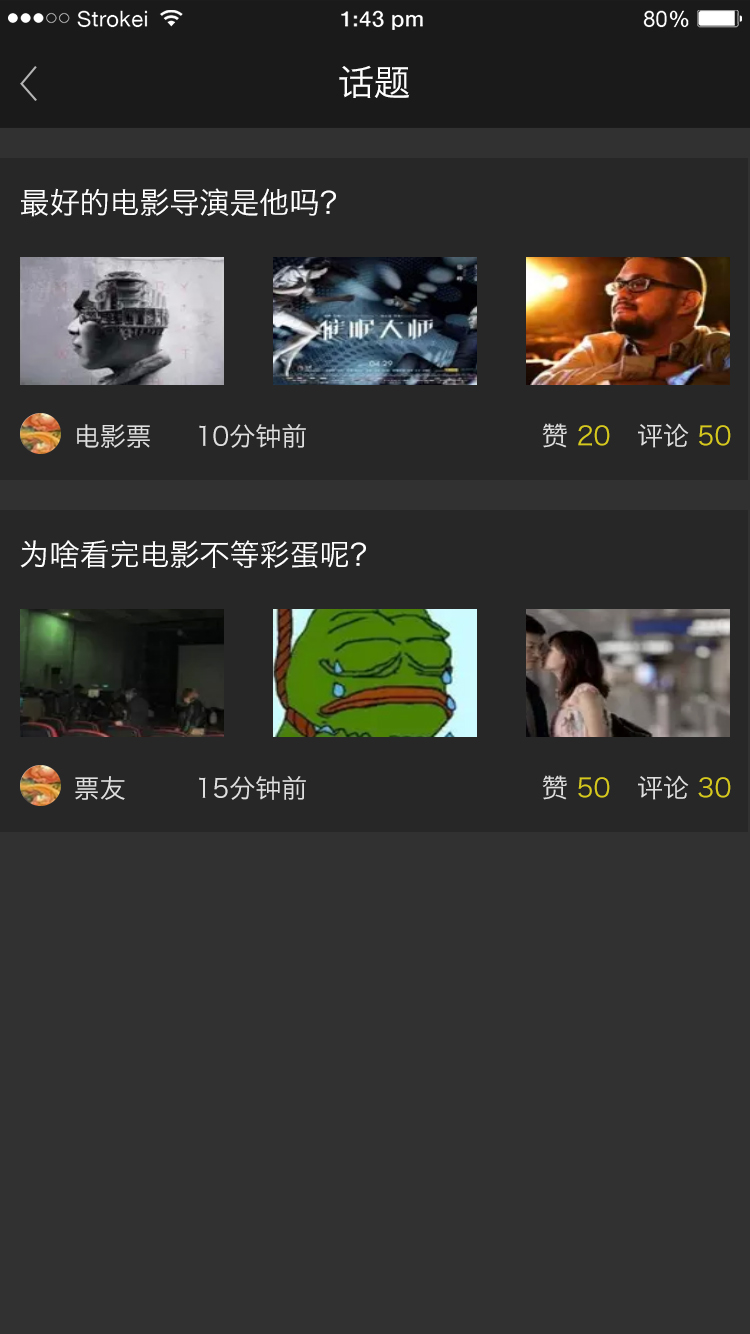 Strokei 1:43 pm 80%
话题
最好的电影导演是他吗?
催眠大师
04.29
电影票 10分钟前 赞 20 评论 50
为啥看完电影不等彩蛋呢?
票友 15分钟前 赞 50 评论 30